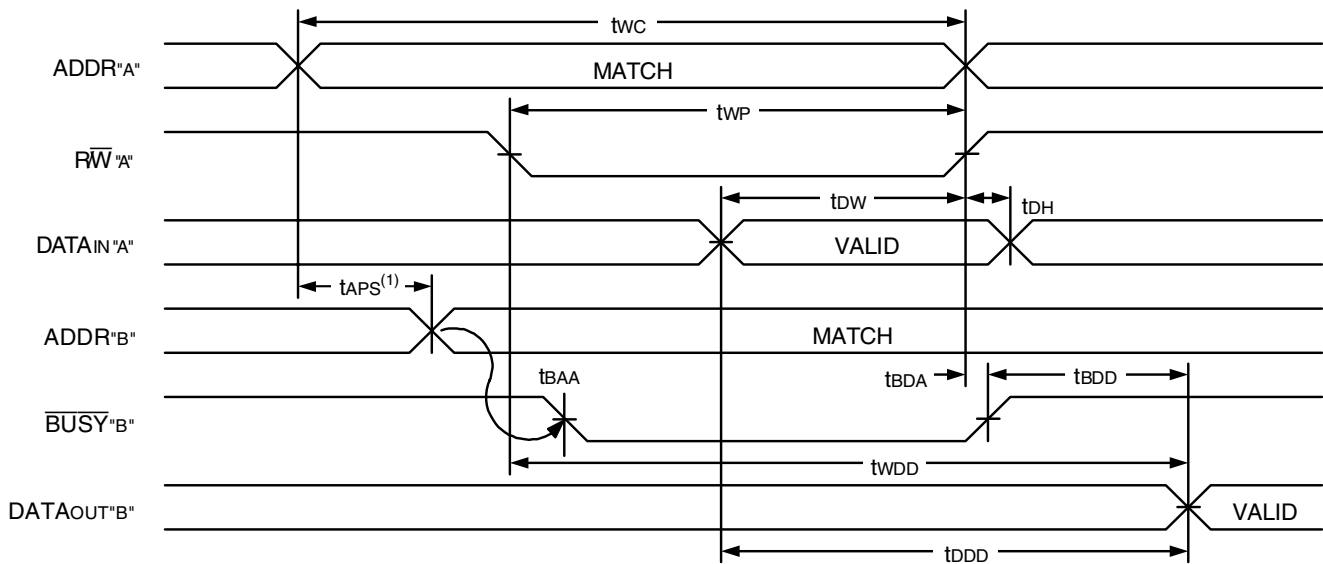 tWC
ADDR"A" MATCH
tWP
R/W̅"A"
tDW tDH
DATAIN"A" VALID
tAPS(1)
ADDR"B" MATCH
tBAA tBDA tBDD
B̅U̅S̅Y̅"B"
tWDD
DATAOUT"B" VALID
tDDD